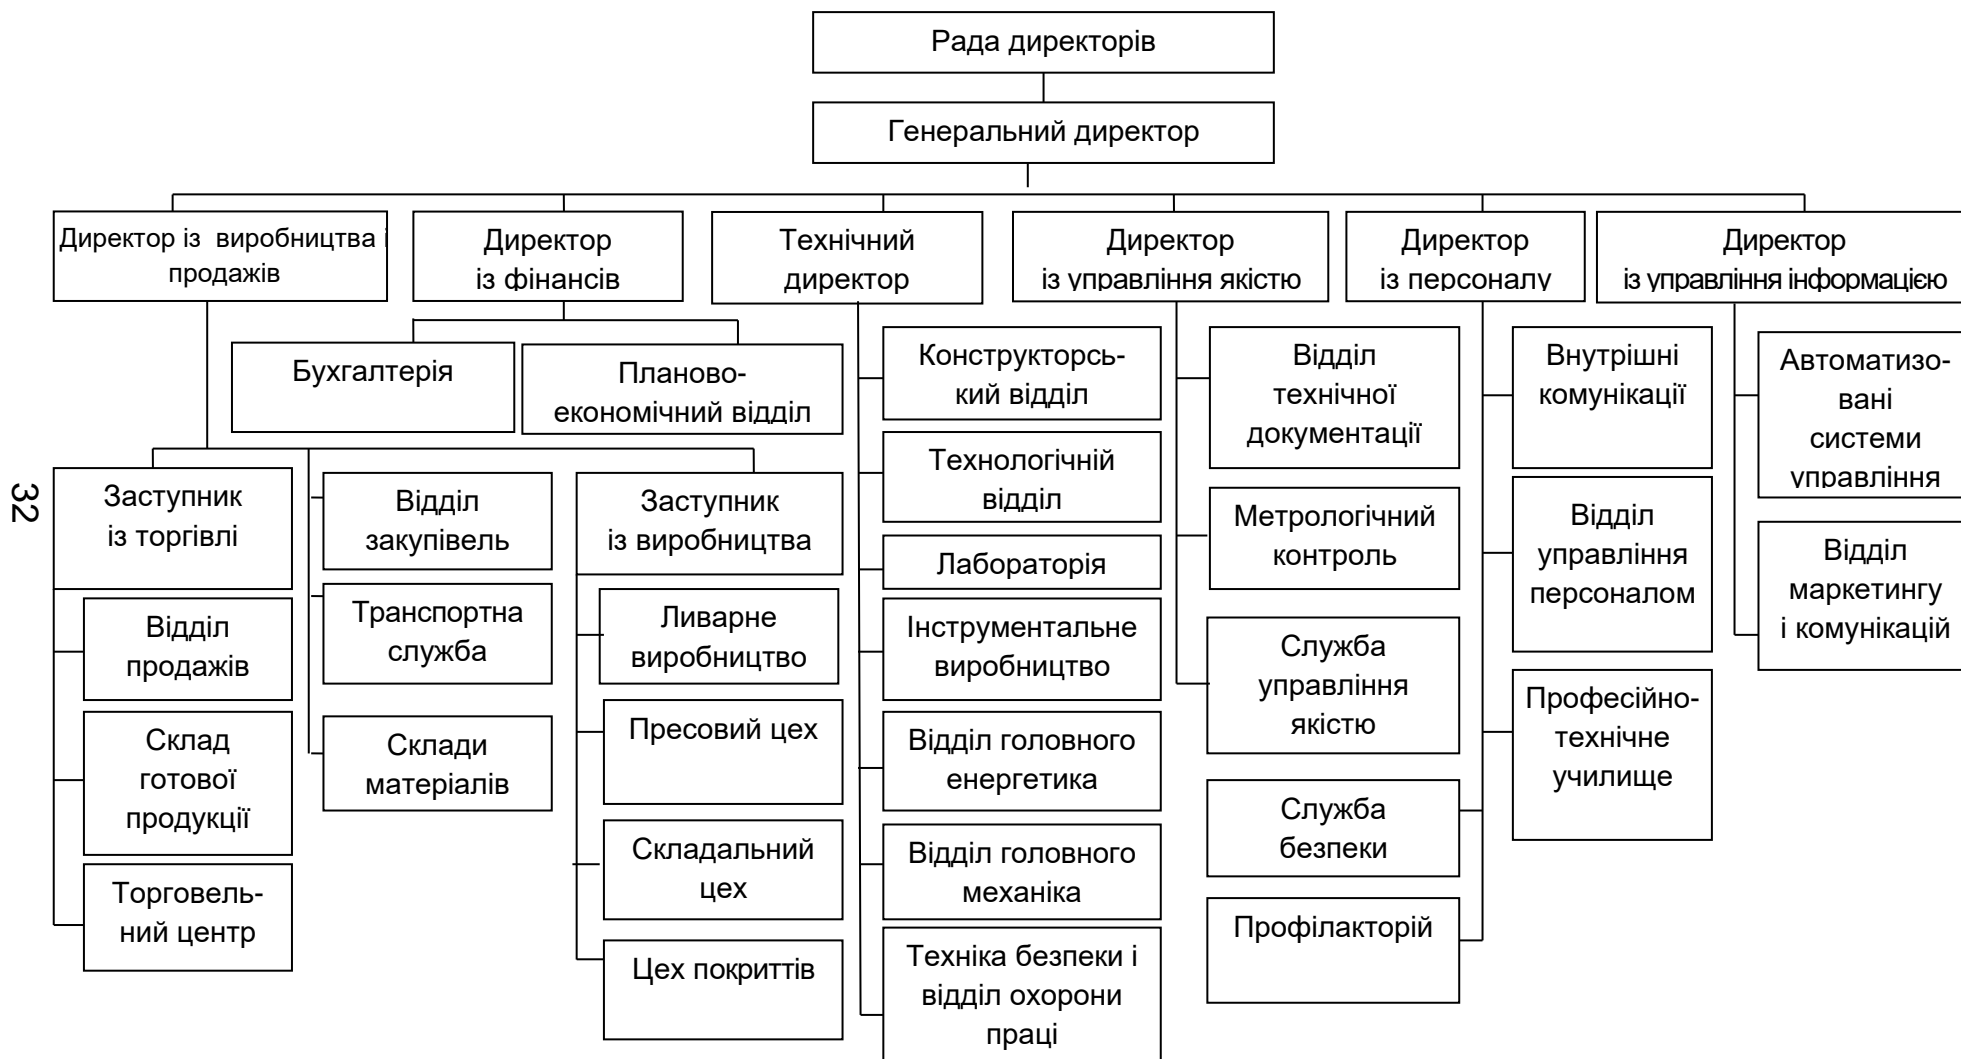 Рада директорів
Генеральний директор
Директор із виробництва і
продажів
Директор
із фінансів
Технічний
директор
Директор
із управління якістю
Директор
із персоналу
Директор
із управління інформацією
Бухгалтерія
Планово-
економічний відділ
Заступник
із торгівлі
Відділ
продажів
Склад
готової
продукції
Торговель-
ний центр
Відділ
закупівель
Транспортна
служба
Склади
матеріалів
Заступник
із виробництва
Ливарне
виробництво
Пресовий цех
Складальний
цех
Цех покриттів
Конструкторсь-
кий відділ
Технологічній
відділ
Лабораторія
Інструментальне
виробництво
Відділ головного
енергетика
Відділ головного
механіка
Техніка безпеки і
відділ охорони
праці
Відділ
технічної
документації
Метрологічний
контроль
Служба
управління
якістю
Служба
безпеки
Профілакторій
Внутрішні
комунікації
Відділ
управління
персоналом
Професійно-
технічне
училище
Автоматизо-
вані
системи
управління
Відділ
маркетингу
і комунікацій
32